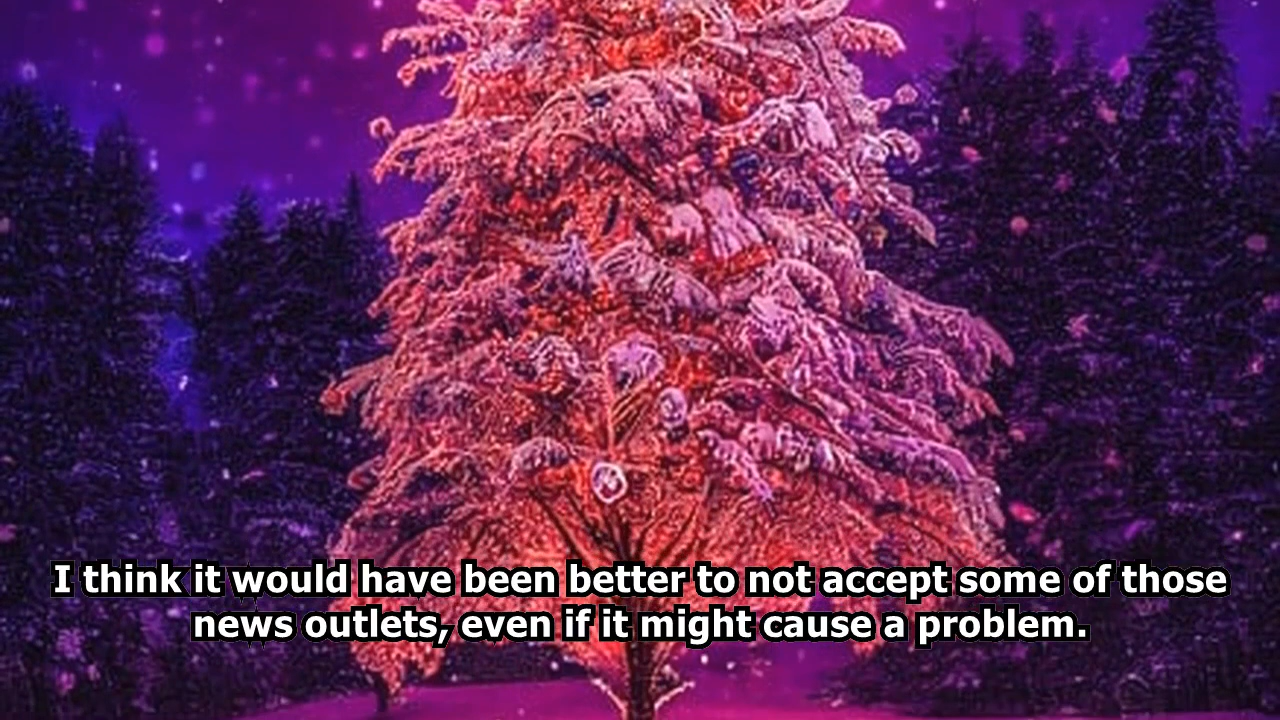 I think it would have been better to not accept some of those
news outlets, even if it might cause a problem.